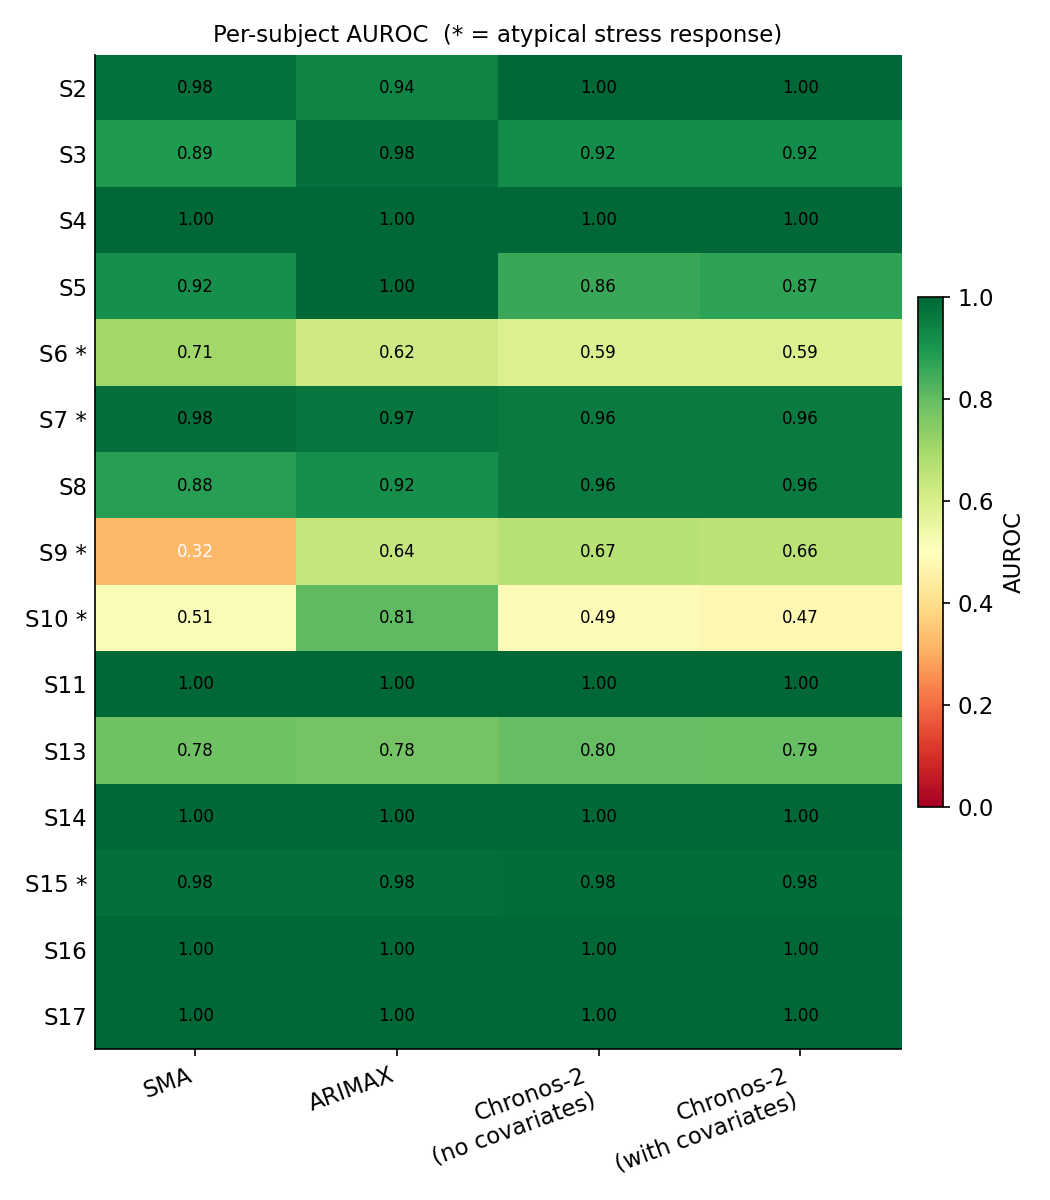 Per-subject AUROC  (* = atypical stress response)
S2 0.98 0.94 1.00 1.00
S3 0.89 0.98 0.92 0.92
S4 1.00 1.00 1.00 1.00
S5 0.92 1.00 0.86 0.87
S6 * 0.71 0.62 0.59 0.59
S7 * 0.98 0.97 0.96 0.96
S8 0.88 0.92 0.96 0.96
S9 * 0.32 0.64 0.67 0.66
S10 * 0.51 0.81 0.49 0.47
S11 1.00 1.00 1.00 1.00
S13 0.78 0.78 0.80 0.79
S14 1.00 1.00 1.00 1.00
S15 * 0.98 0.98 0.98 0.98
S16 1.00 1.00 1.00 1.00
S17 1.00 1.00 1.00 1.00
SMA
ARIMAX
Chronos-2
(no covariates)
Chronos-2
(with covariates)
1.0
0.8
0.6
0.4
0.2
0.0
AUROC